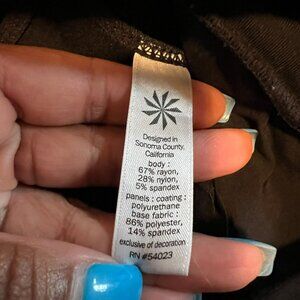 Designed in
Sonoma County,
California
body :
67% rayon,
28% nylon,
5% spandex
panels : coating :
polyurethane
base fabric :
86% polyester,
14% spandex
exclusive of decoration
RN #54023